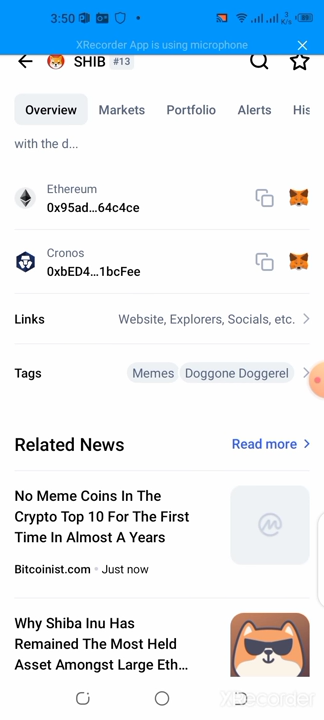 3:50
XRecorder App is using microphone
SHIB #13
Overview Markets Portfolio Alerts His
with the d...
Ethereum
0x95ad...64c4ce
Cronos
0xbED4...1bcFee
Links Website, Explorers, Socials, etc.
Tags Memes Doggone Doggerel
Related News Read more
No Meme Coins In The
Crypto Top 10 For The First
Time In Almost A Years
Bitcoinist.com • Just now
Why Shiba Inu Has
Remained The Most Held
Asset Amongst Large Eth...
XRecorder